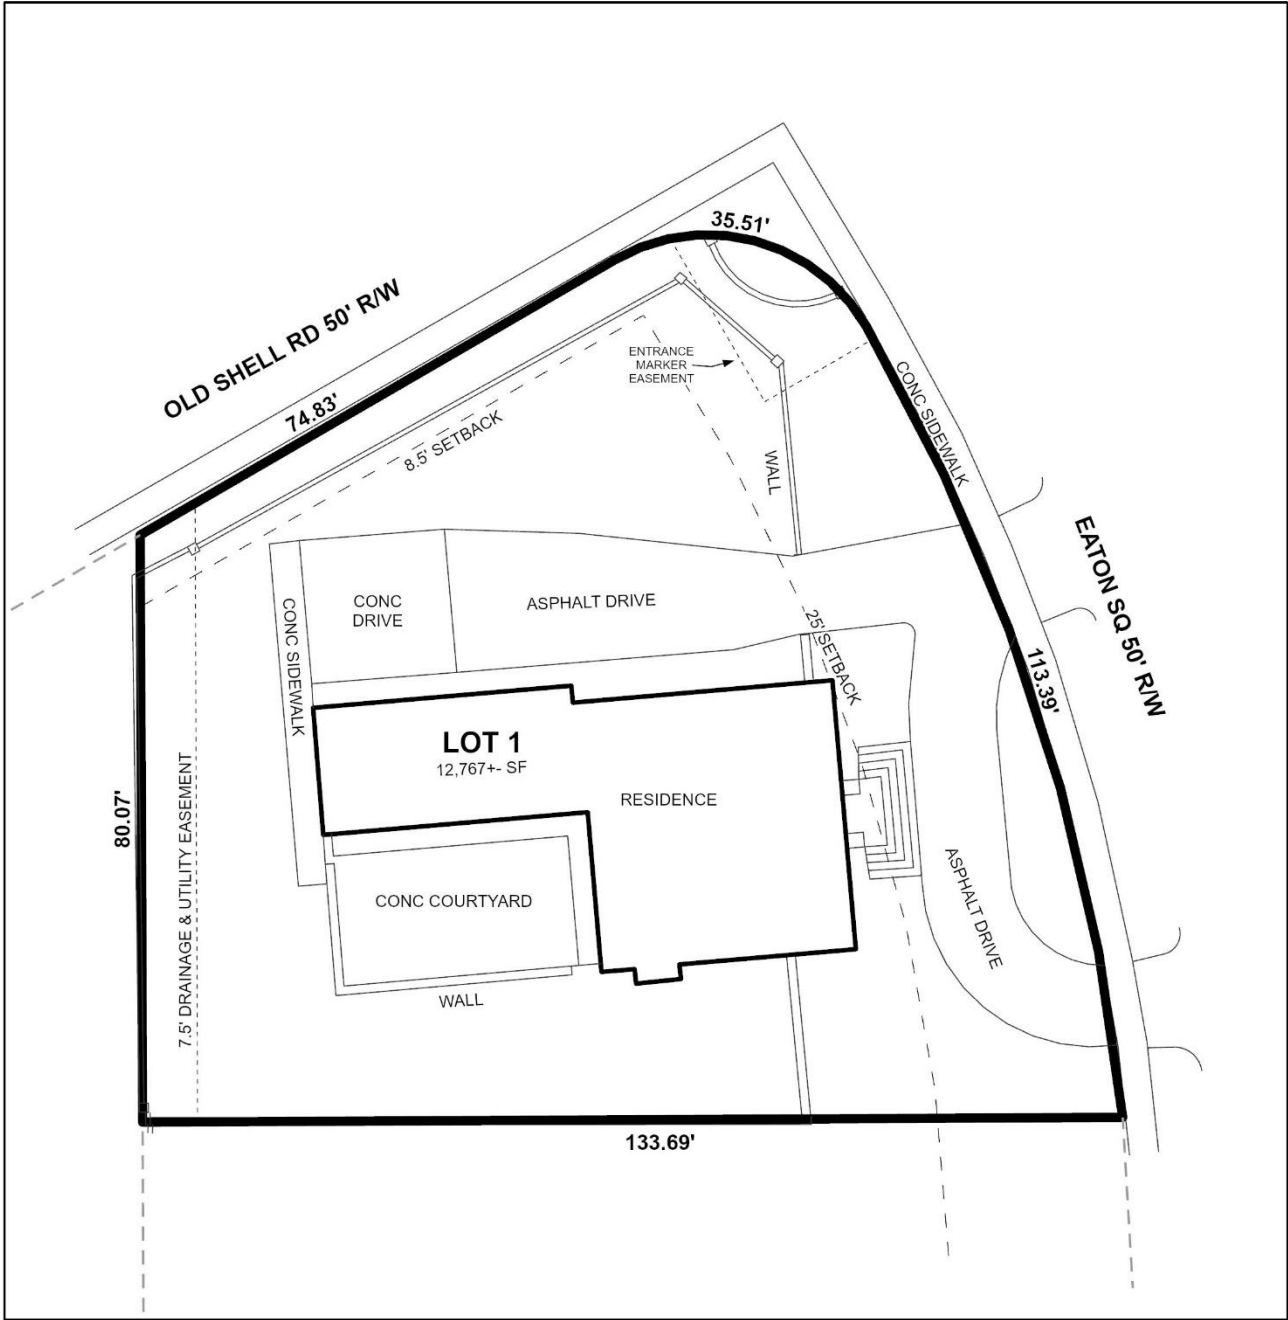 35.51'
OLD SHELL RD 50' R/W
74.83'
ENTRANCE
MARKER
EASEMENT
8.5' SETBACK
CONC SIDEWALK
WALL
EATON SQ 50' R/W
CONC SIDEWALK
CONC
DRIVE
ASPHALT DRIVE
25' SETBACK
113.39'
LOT 1
12,767+- SF
RESIDENCE
80.07'
7.5' DRAINAGE & UTILITY EASEMENT
CONC COURTYARD
ASPHALT DRIVE
WALL
133.69'